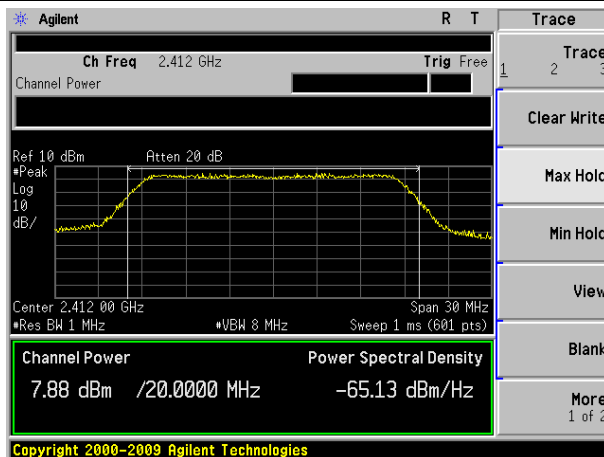 Agilent R T Trace
Ch Freq 2.412 GHz Trig Free
Channel Power
Trace
1 2 3
Clear Write
Max Hold
Min Hold
View
Blank
More
1 of 2
Ref 10 dBm Atten 20 dB
#Peak
Log
10
dB/
Center 2.412 00 GHz Span 30 MHz
#Res BW 1 MHz #VBW 8 MHz Sweep 1 ms (601 pts)
Channel Power Power Spectral Density
7.88 dBm /20.0000 MHz -65.13 dBm/Hz
Copyright 2000-2009 Agilent Technologies